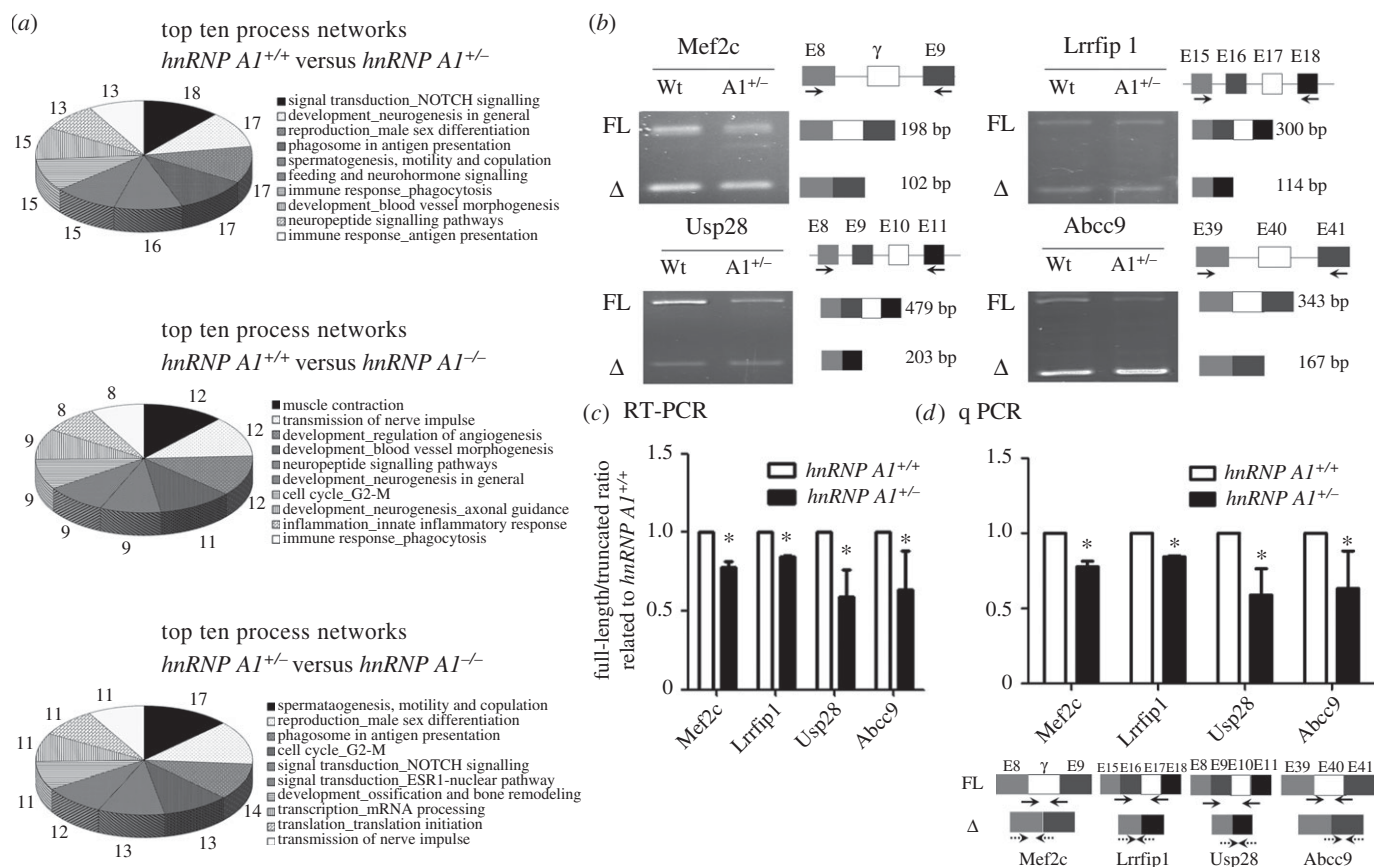 (a)
top ten process networks
hnRNP A1+/+ versus hnRNP A1+/–
13
18
13
17
15
17
15
17
15
16
signal transduction_NOTCH signalling
development_neurogenesis in general
reproduction_male sex differentiation
phagosome in antigen presentation
spermatogenesis, motility and copulation
feeding and neurohormone signalling
immune response_phagocytosis
development_blood vessel morphogenesis
neuropeptide signalling pathways
immune response_antigen presentation
top ten process networks
hnRNP A1+/+ versus hnRNP A1–/–
8
12
8
12
9
12
9
11
9
9
muscle contraction
transmission of nerve impulse
development_regulation of angiogenesis
development_blood vessel morphogenesis
neuropeptide signalling pathways
development_neurogenesis in general
cell cycle_G2-M
development_neurogenesis_axonal guidance
inflammation_innate inflammatory response
immune response_phagocytosis
top ten process networks
hnRNP A1+/– versus hnRNP A1–/–
11
17
11
11
14
11
12
13
13
spermataogenesis, motility and copulation
reproduction_male sex differentiation
phagosome in antigen presentation
cell cycle_G2-M
signal transduction_NOTCH signalling
signal transduction_ESR1-nuclear pathway
development_ossification and bone remodeling
transcription_mRNA processing
translation_translation initiation
transmission of nerve impulse
(b)
Mef2c
Wt A1+/–
FL
Δ
E8 γ E9
198 bp
102 bp
Lrrfip 1
Wt A1+/–
FL
Δ
E15 E16 E17 E18
300 bp
114 bp
Usp28
Wt A1+/–
FL
Δ
E8 E9 E10 E11
479 bp
203 bp
Abcc9
Wt A1+/–
FL
Δ
E39 E40 E41
343 bp
167 bp
(c) RT-PCR
full-length/truncated ratio
related to hnRNP A1+/+
1.5
1.0
0.5
0
hnRNP A1+/+
hnRNP A1+/–
* * * *
Mef2c Lrrfip1 Usp28 Abcc9
(d) q PCR
1.5
1.0
0.5
0
hnRNP A1+/+
hnRNP A1+/–
* * * *
Mef2c Lrrfip1 Usp28 Abcc9
E8 γ E9 E15 E16 E17E18 E8 E9E10E11 E39 E40 E41
FL
Δ
Mef2c Lrrfip1 Usp28 Abcc9